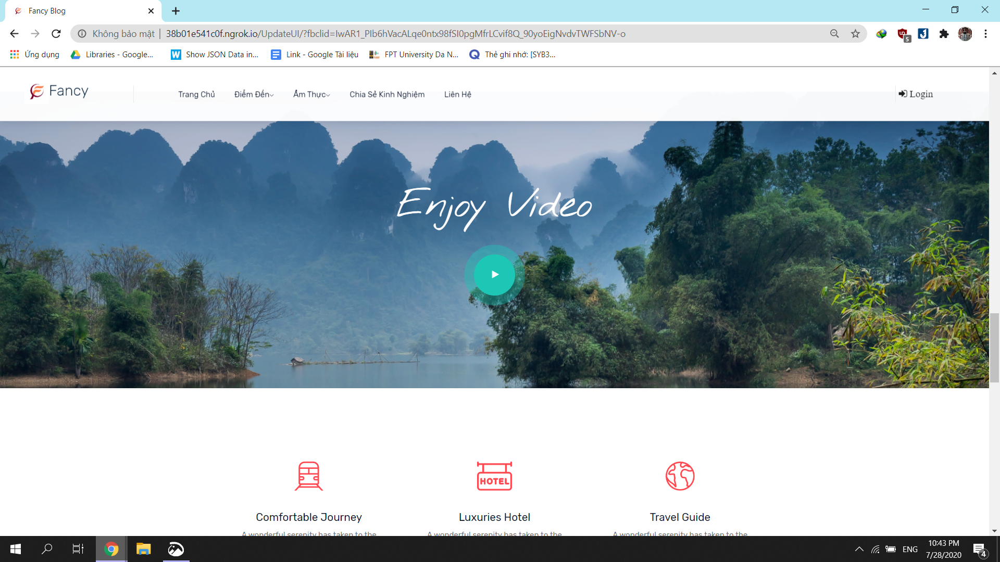 Fancy Blog
Không bảo mật | 38b01e541c0f.ngrok.io/UpdateUI/?fbclid=IwAR1_PIb6hVacALqe0ntx98fSI0pgMfrLCvif8Q_90yoEigNvdvTWFSbNV-o
5
Ứng dụng Libraries - Google... Show JSON Data in... Link - Google Tài liệu FPT University Da N... Thẻ ghi nhớ: [SYB3...
Fancy Trang Chủ Điểm Đến Ẩm Thực Chia Sẻ Kinh Nghiệm Liên Hệ Login
Enjoy Video
HOTEL
Comfortable Journey Luxuries Hotel Travel Guide
A wonderful serenity has taken to the A wonderful serenity has taken to the A wonderful serenity has taken to the
ENG 10:43 PM
7/28/2020 4